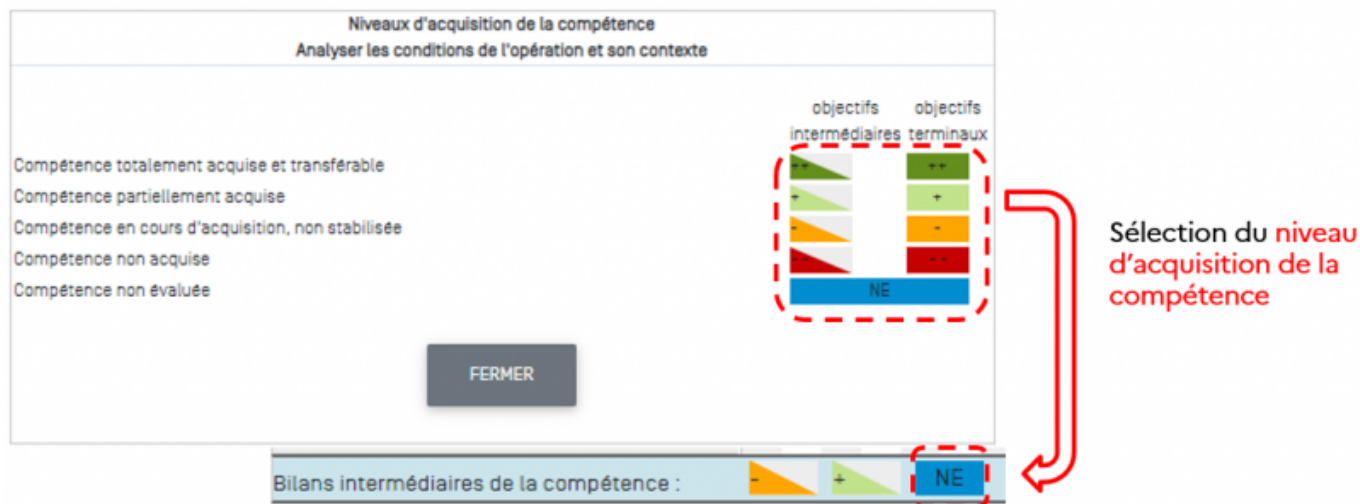 Niveaux d'acquisition de la compétence
Analyser les conditions de l'opération et son contexte
objectifs objectifs
intermédiaires terminaux
Compétence totalement acquise et transférable ++ ++
Compétence partiellement acquise + +
Compétence en cours d'acquisition, non stabilisée - -
Compétence non acquise -- --
Compétence non évaluée NE
FERMER
Sélection du niveau
d'acquisition de la
compétence
Bilans intermédiaires de la compétence : - + NE